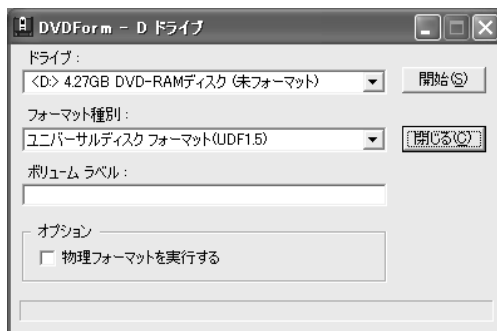 DVDForm - D ドライブ
ドライブ :
<D:> 4.27GB DVD-RAMディスク (未フォーマット)
開始(S)
フォーマット種別 :
ユニバーサルディスク フォーマット(UDF1.5)
閉じる(C)
ボリューム ラベル :
オプション
物理フォーマットを実行する